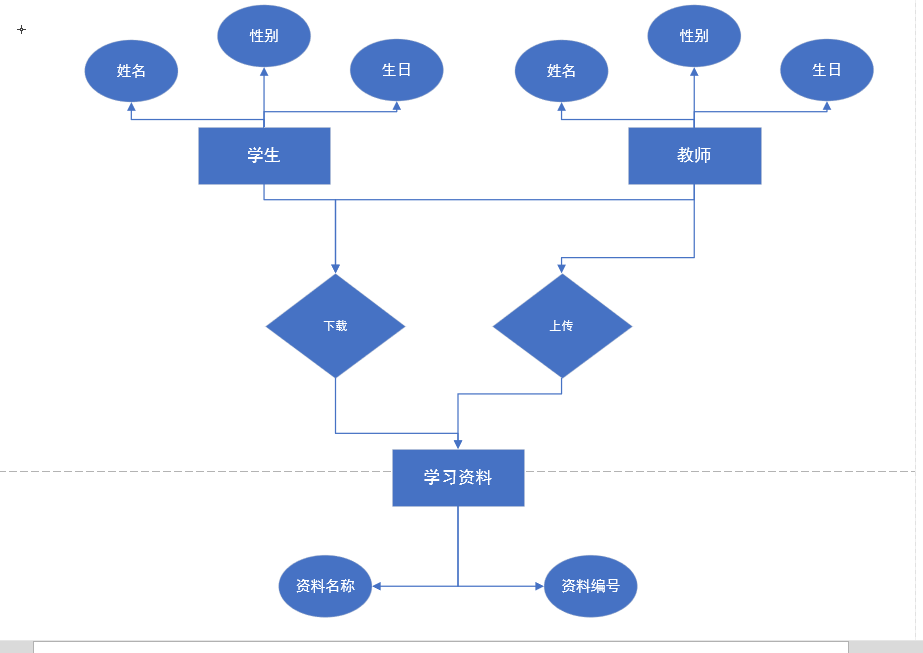 性别
姓名
生日
性别
姓名
生日
学生
教师
下载
上传
学习资料
资料名称
资料编号